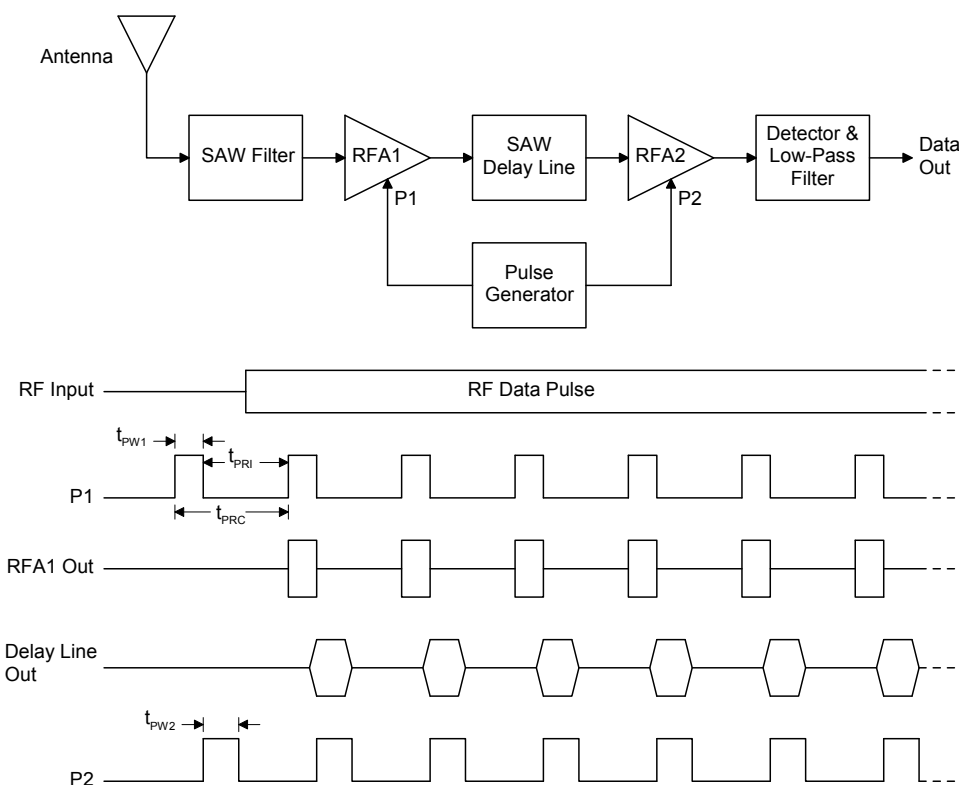 Antenna
SAW Filter
RFA1
SAW
Delay Line
RFA2
Detector &
Low-Pass
Filter
Data
Out
P1
P2
Pulse
Generator
RF Input
RF Data Pulse
tPW1
tPRI
P1
tPRC
RFA1 Out
Delay Line
Out
tPW2
P2